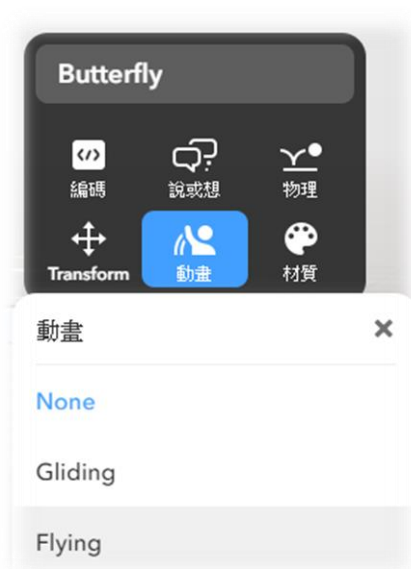 Butterfly
編碼 說或想 物理
Transform 動畫 材質
動畫
None
Gliding
Flying